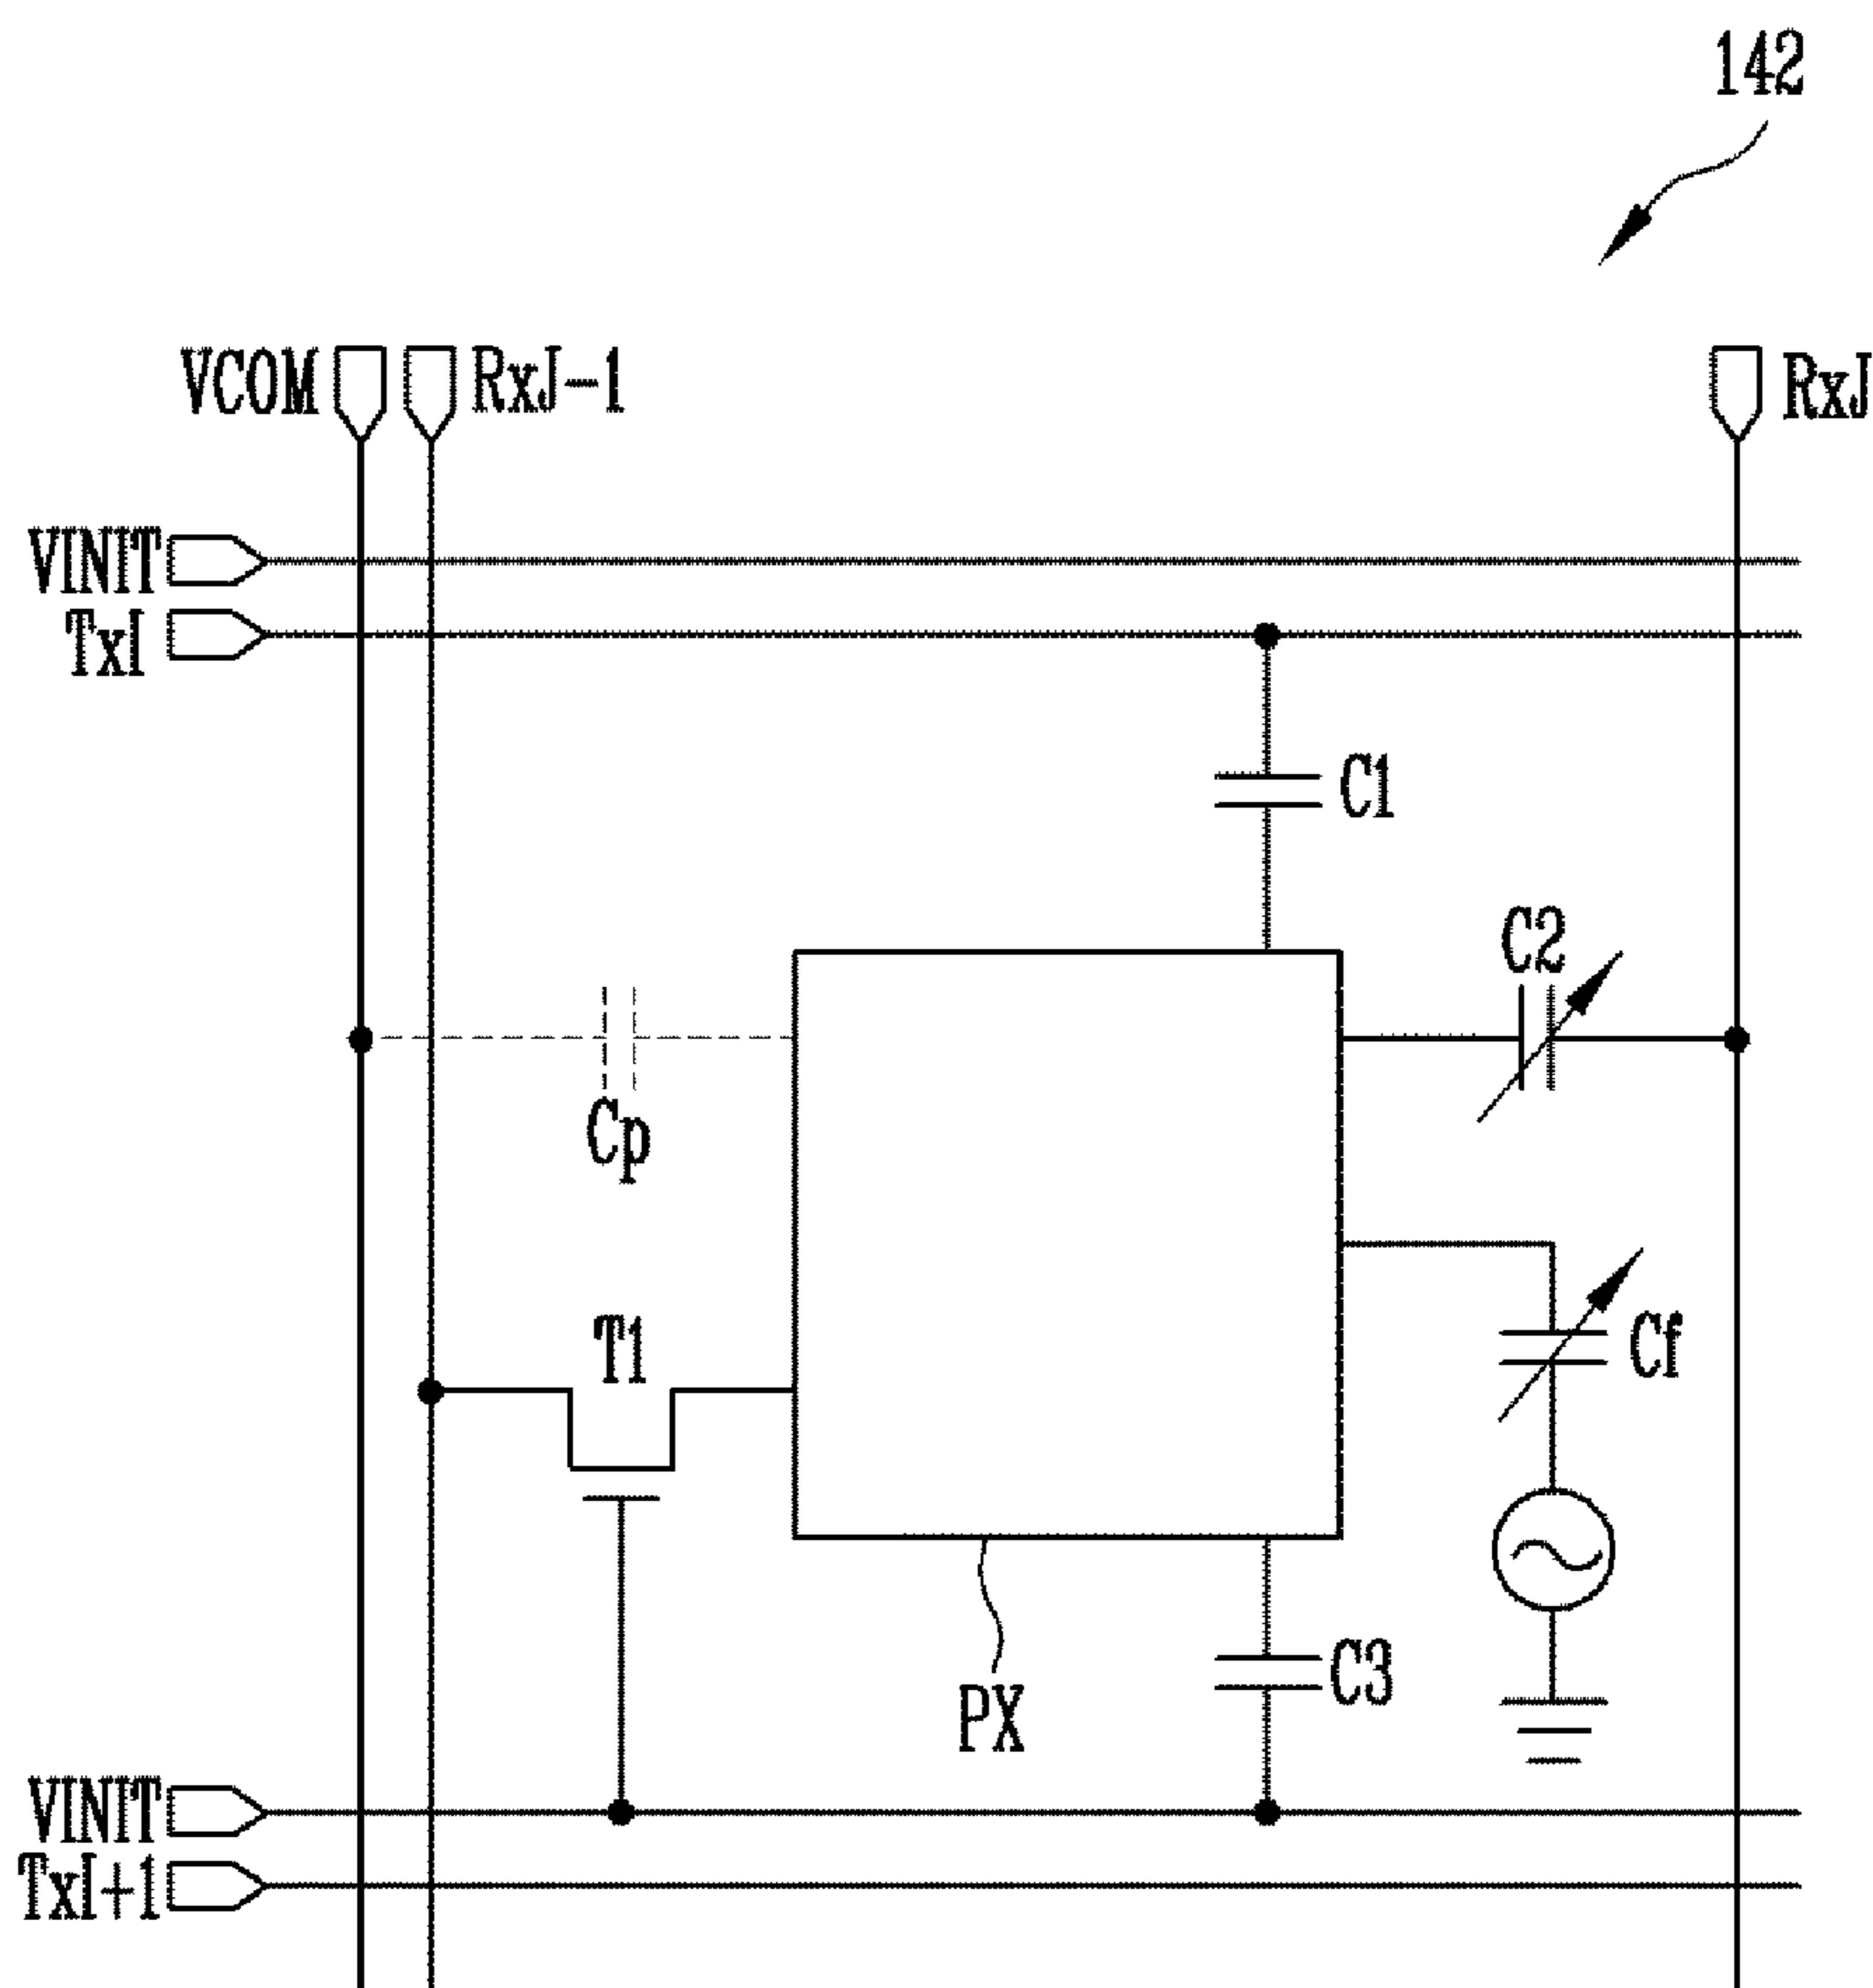 142
VCOM
RxJ-1
RxJ
VINIT
TxI
C1
C2
Cp
T1
Cf
C3
PX
VINIT
TxI+1